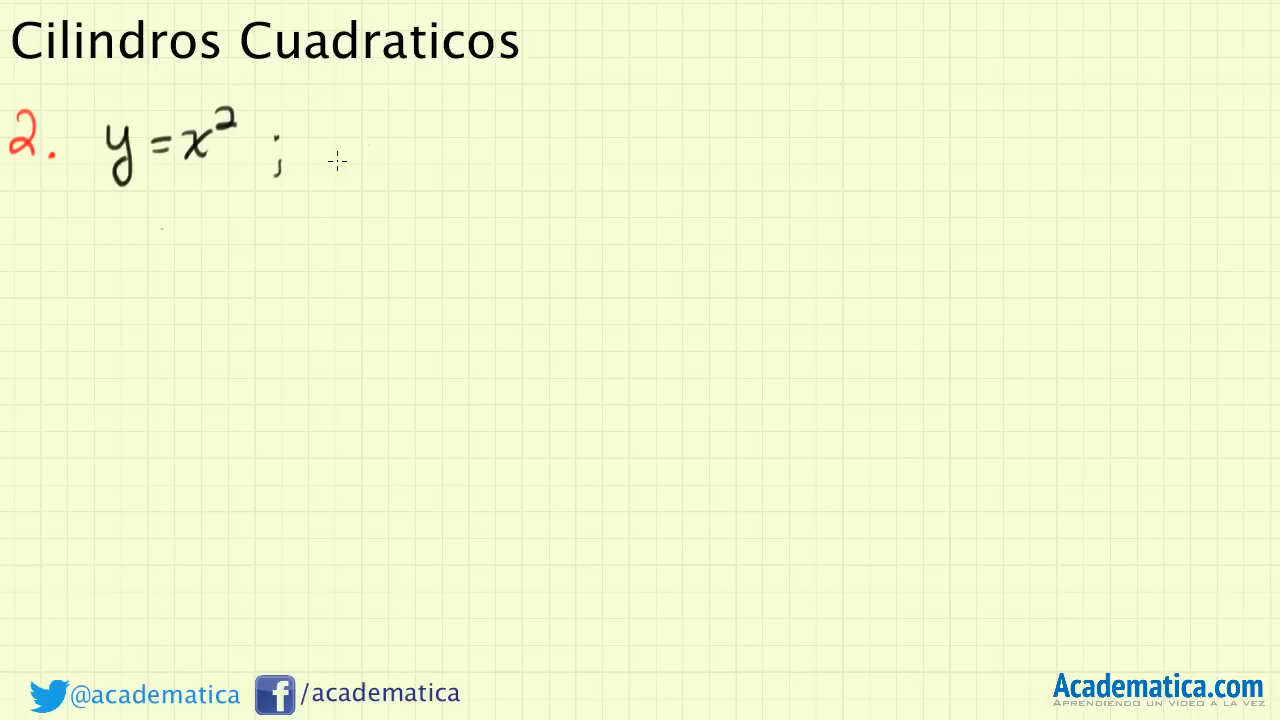 Cilindros Cuadraticos
2. y = x² ;
@academatica /academatica
Academatica.com
APRENDIENDO UN VIDEO A LA VEZ